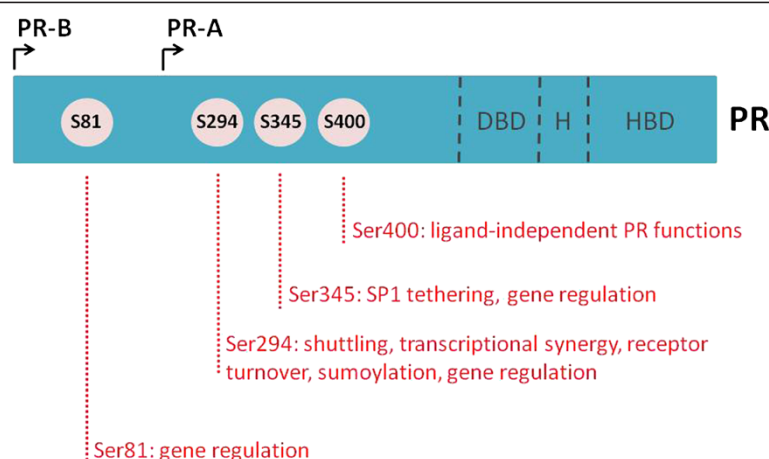 PR-B
PR-A
S81
S294
S345
S400
DBD
H
HBD
PR
Ser400: ligand-independent PR functions
Ser345: SP1 tethering, gene regulation
Ser294: shuttling, transcriptional synergy, receptor
turnover, sumoylation, gene regulation
Ser81: gene regulation